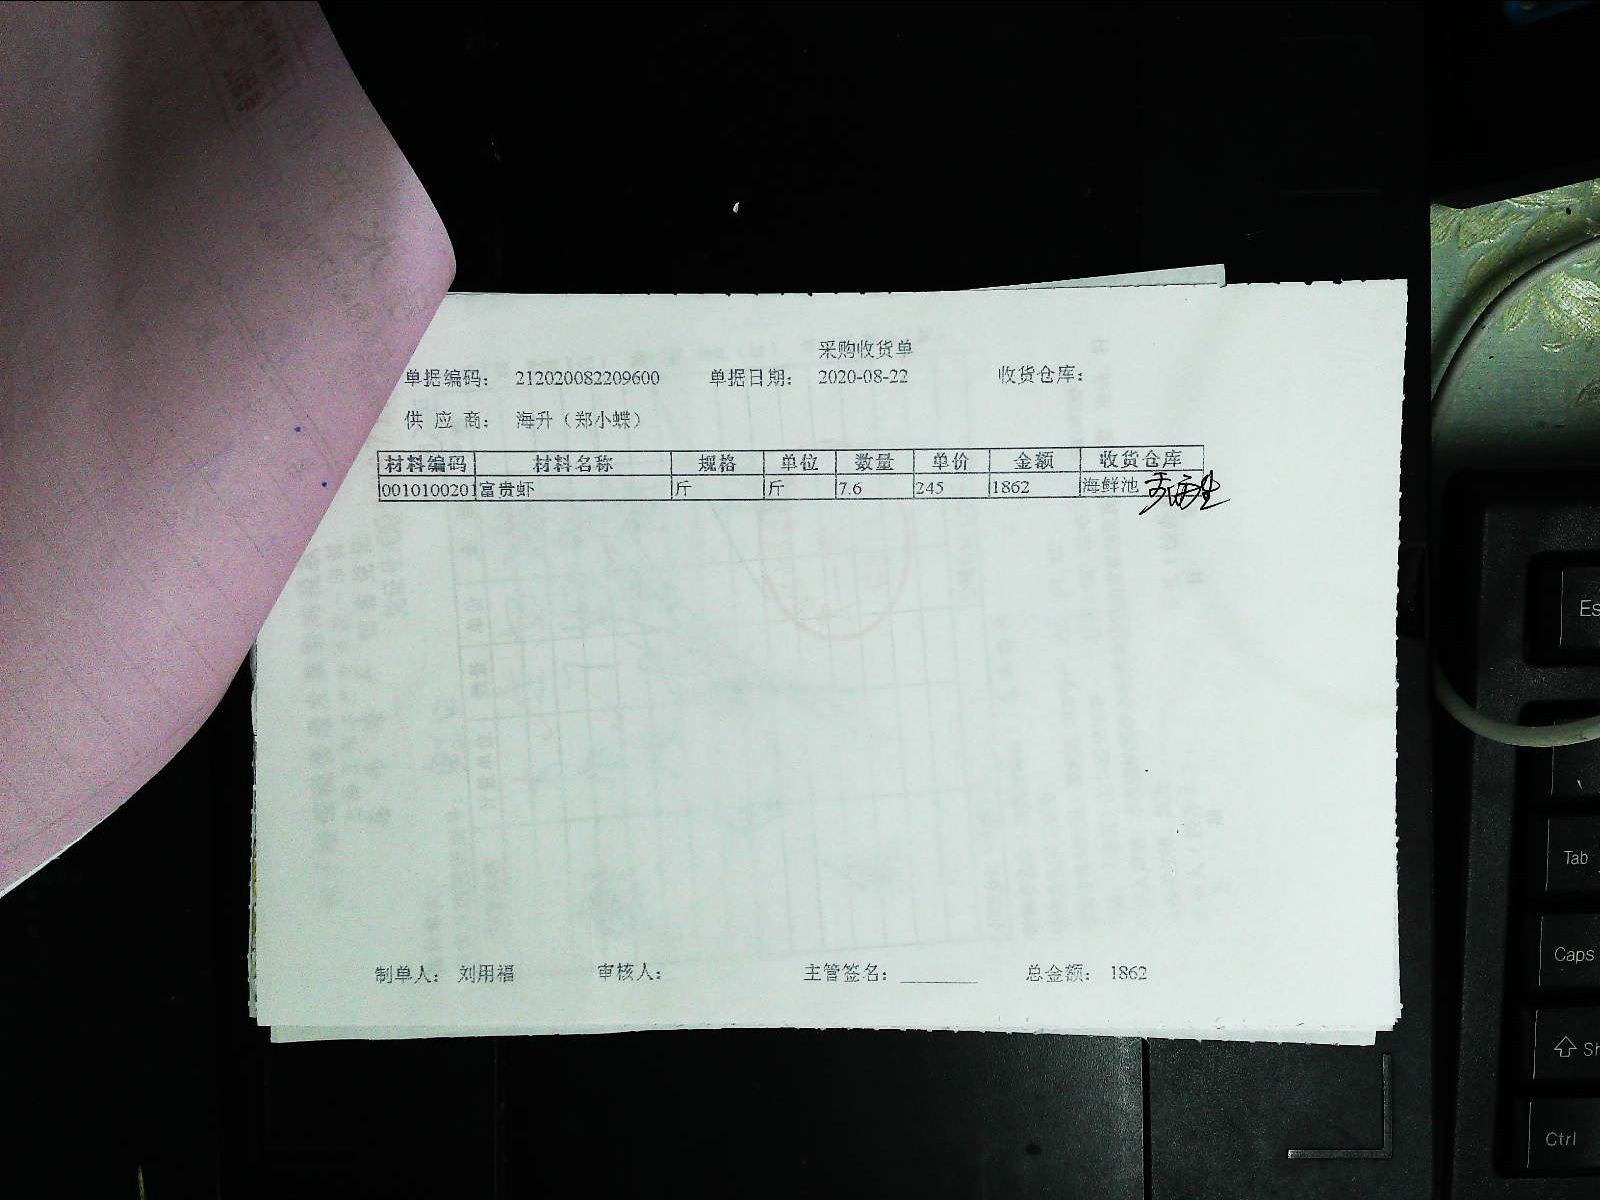 采购收货单
单据编码： 212020082209600 单据日期： 2020-08-22 收货仓库：
供 应 商： 海升（郑小蝶）
材料编码 材料名称 规格 单位 数量 单价 金额 收货仓库
0010100201 富贵虾 斤 斤 7.6 245 1862 海鲜池
制单人： 刘用福 审核人： 主管签名： 总金额： 1862
Tab
Caps
Ctrl